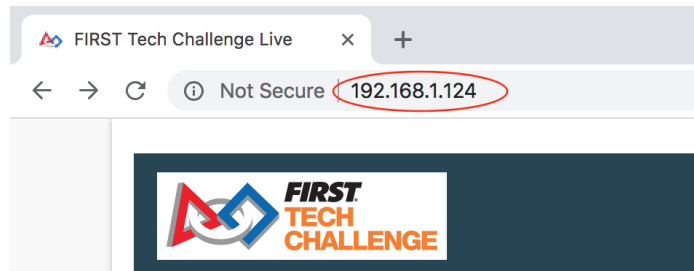 FIRST Tech Challenge Live
Not Secure 192.168.1.124
FIRST
TECH
CHALLENGE